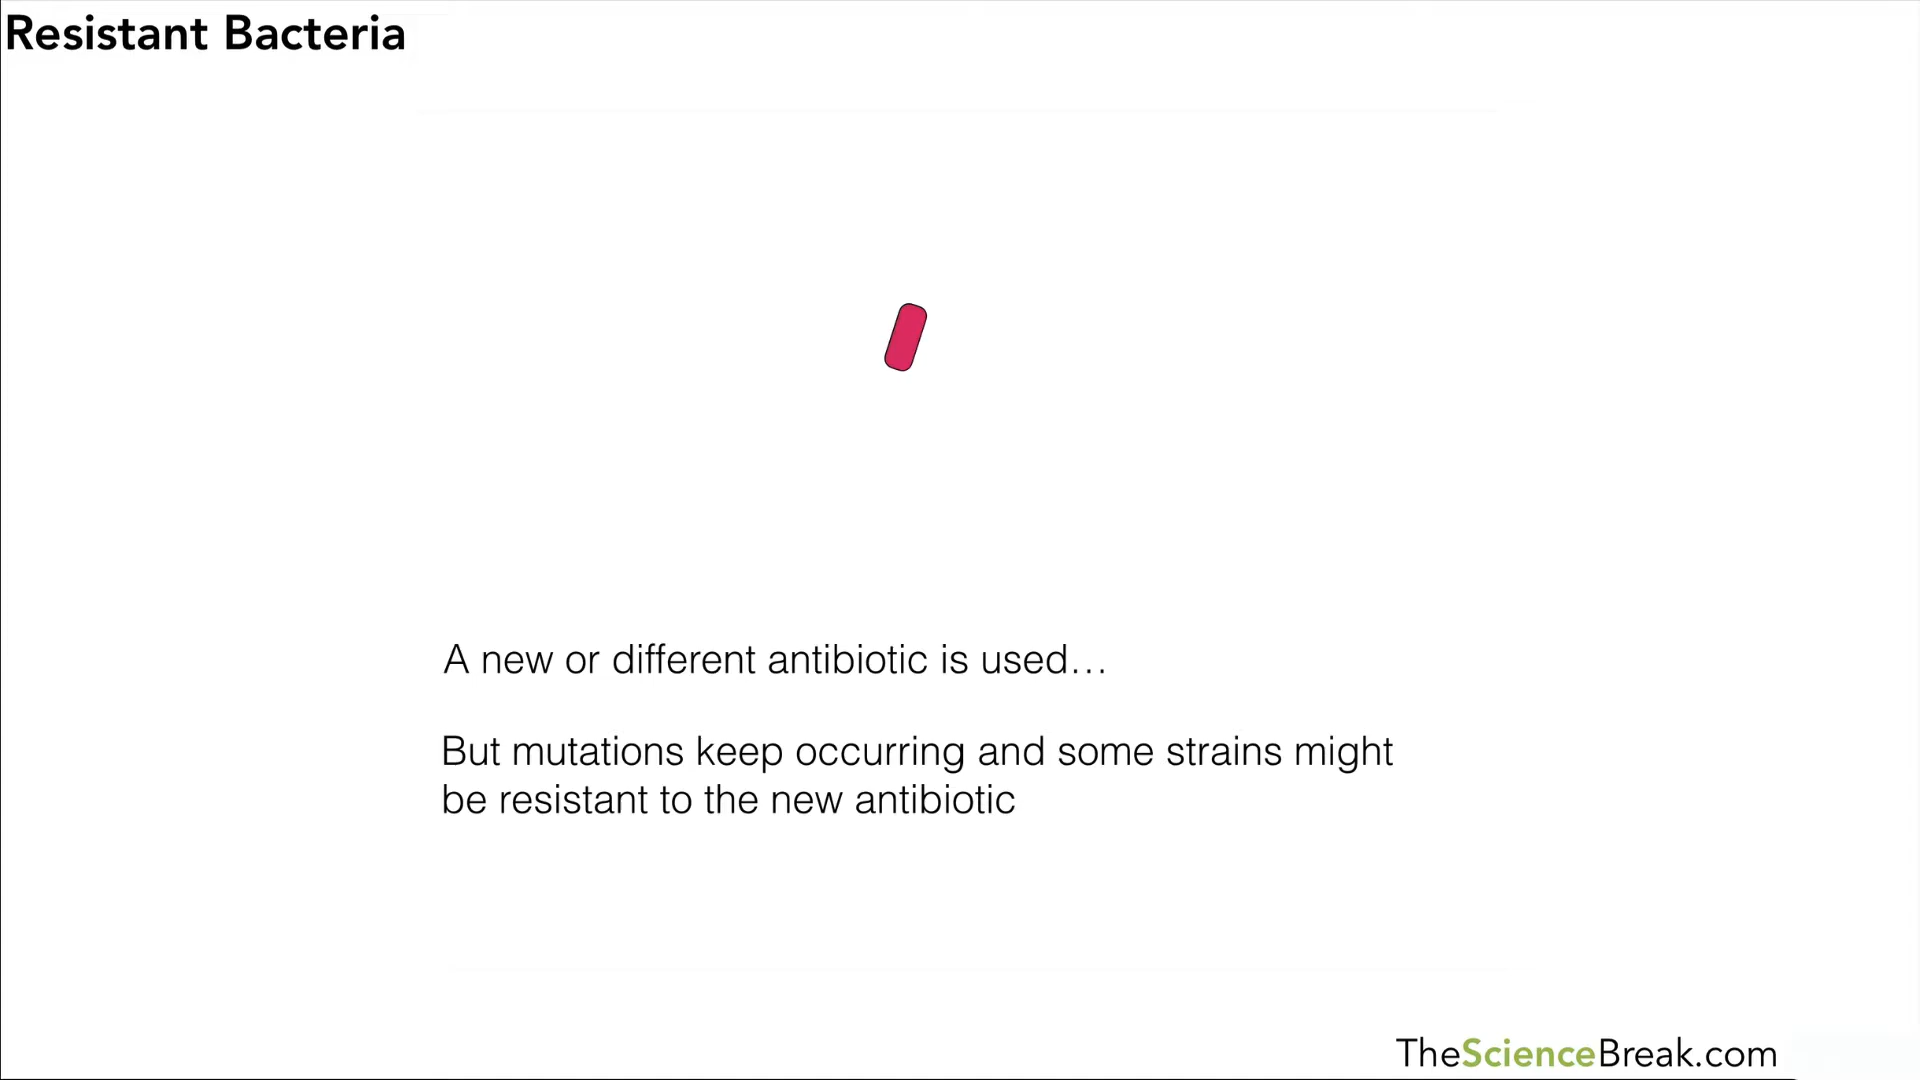 Resistant Bacteria
A new or different antibiotic is used…
But mutations keep occurring and some strains might
be resistant to the new antibiotic
TheScienceBreak.com